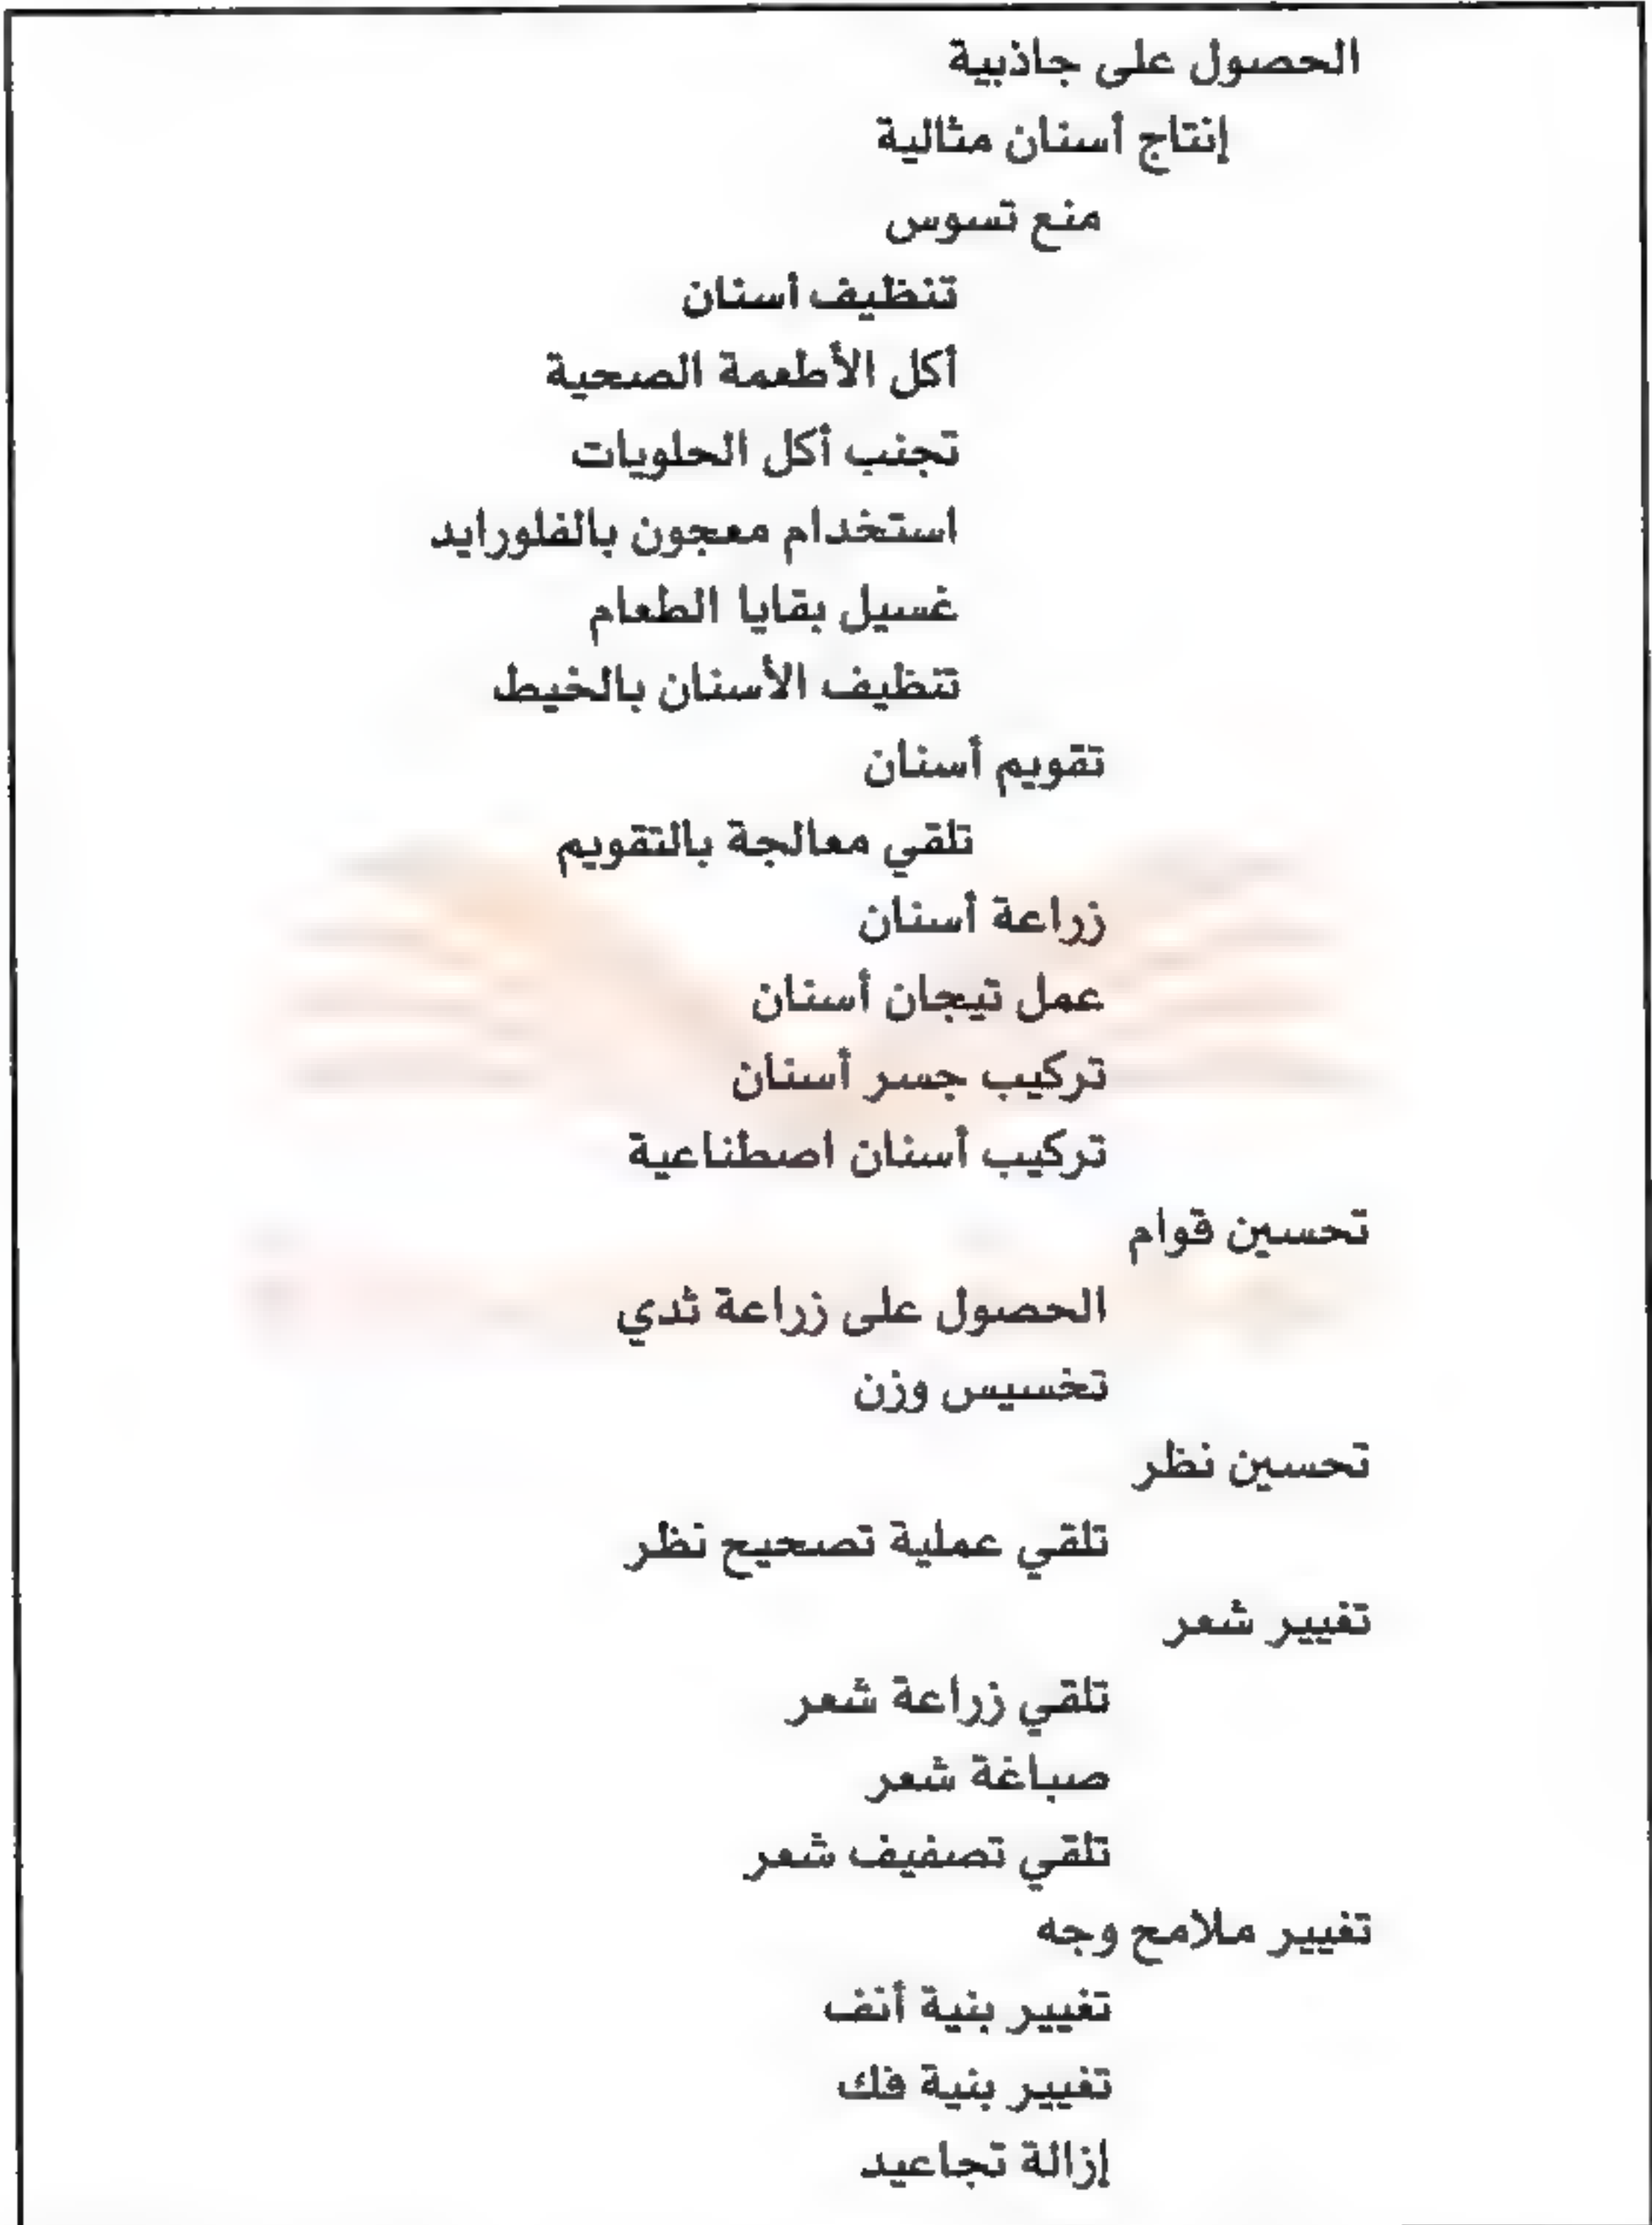 الحصول على جاذبية
إنتاج أسنان مثالية
منع تسوس
تنظيف أسنان
أكل الأطعمة الصحية
تجنب أكل الحلويات
استخدام معجون بالفلورايد
غسيل بقايا الطعام
تنظيف الأسنان بالخيط
تقويم أسنان
تلقي معالجة بالتقويم
زراعة أسنان
عمل تيجان أسنان
تركيب جسر أسنان
تركيب أسنان اصطناعية
تحسين قوام
الحصول على زراعة ثدي
تخسيس وزن
تحسين نظر
تلقي عملية تصحيح نظر
تغيير شعر
تلقي زراعة شعر
صباغة شعر
تلقي تصفيف شعر
تغيير ملامح وجه
تغيير بنية أنف
تغيير بنية فك
إزالة تجاعيد